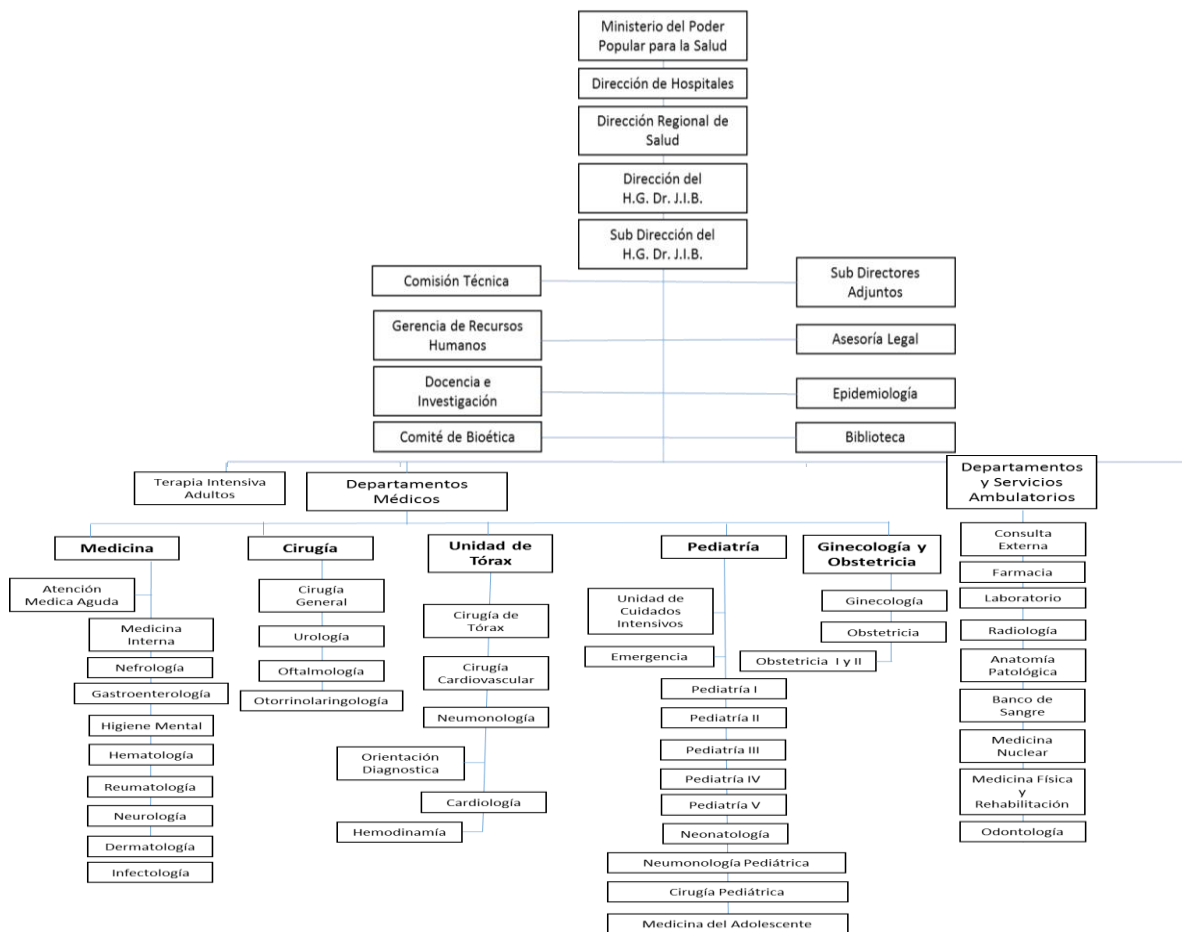 Ministerio del Poder
Popular para la Salud
Dirección de Hospitales
Dirección Regional de
Salud
Dirección del
H.G. Dr. J.I.B.
Sub Dirección del
H.G. Dr. J.I.B.
Comisión Técnica
Sub Directores
Adjuntos
Gerencia de Recursos
Humanos
Asesoría Legal
Docencia e
Investigación
Epidemiología
Comité de Bioética
Biblioteca
Terapia Intensiva
Adultos
Departamentos
Médicos
Departamentos
y Servicios
Ambulatorios
Medicina
Atención
Medica Aguda
Medicina
Interna
Nefrología
Gastroenterología
Higiene Mental
Hematología
Reumatología
Neurología
Dermatología
Infectología
Cirugía
Cirugía
General
Urología
Oftalmología
Otorrinolaringología
Unidad de
Tórax
Cirugía de
Tórax
Cirugía
Cardiovascular
Neumonología
Orientación
Diagnostica
Cardiología
Hemodinamía
Pediatría
Unidad de
Cuidados
Intensivos
Emergencia
Pediatría I
Pediatría II
Pediatría III
Pediatría IV
Pediatría V
Neonatología
Neumonología Pediátrica
Cirugía Pediátrica
Medicina del Adolescente
Ginecología y
Obstetricia
Ginecología
Obstetricia
Obstetricia I y II
Consulta
Externa
Farmacia
Laboratorio
Radiología
Anatomía
Patológica
Banco de
Sangre
Medicina
Nuclear
Medicina Física
y
Rehabilitación
Odontología